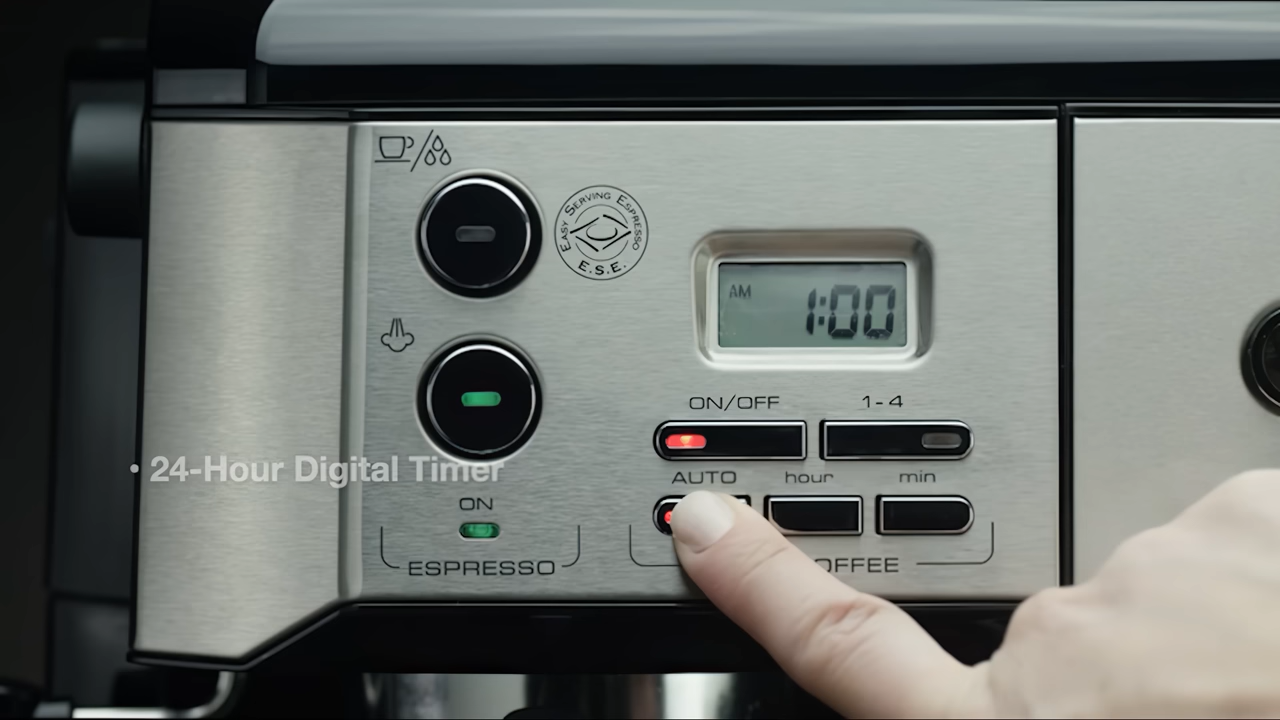 EASY SERVING ESPRESSO
E.S.E.
AM 1:00
ON/OFF 1-4
• 24-Hour Digital Timer
AUTO hour min
ON
ESPRESSO
OFFEE